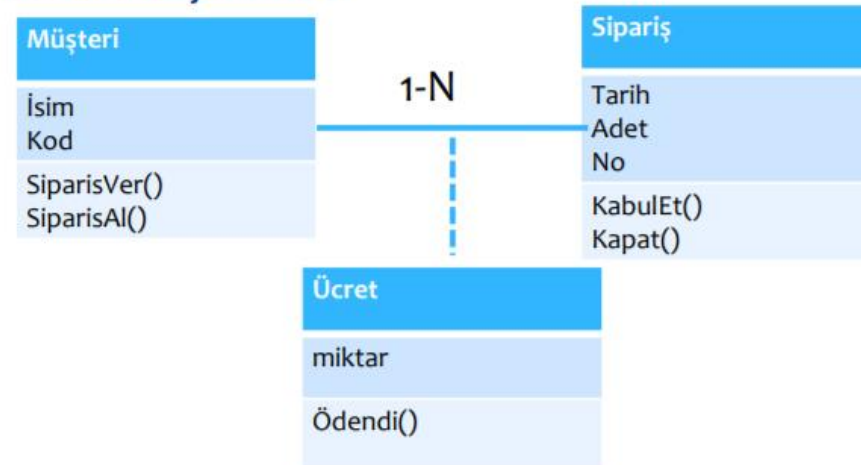 Müşteri
İsim
Kod
SiparisVer()
SiparisAl()
1-N
Sipariş
Tarih
Adet
No
KabulEt()
Kapat()
Ücret
miktar
Ödendi()